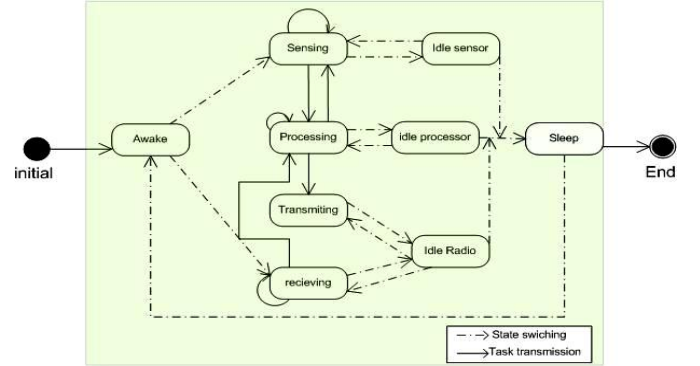 Sensing
Idle sensor
Awake
Processing
idle processor
Sleep
initial
End
Transmiting
Idle Radio
recieving
State swiching
Task transmission